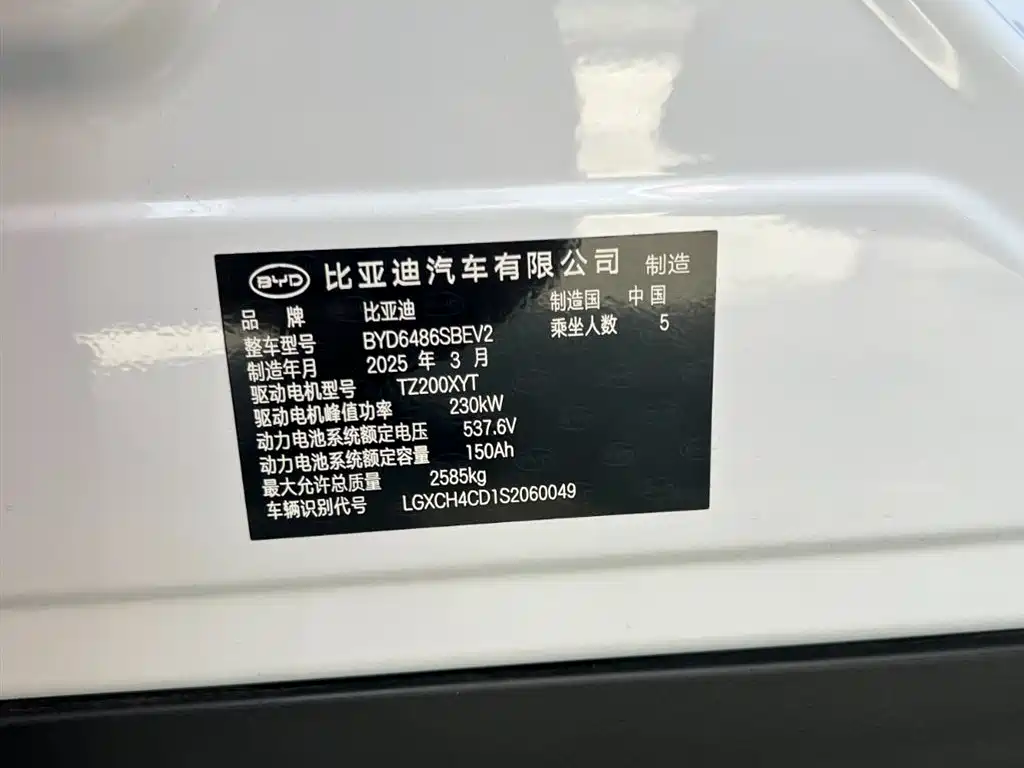 BYD 比亚迪汽车有限公司 制造
品 牌 比亚迪 制造国 中国
整车型号 BYD6486SBEV2 乘坐人数 5
制造年月 2025 年 3 月
驱动电机型号 TZ200XYT
驱动电机峰值功率 230kW
动力电池系统额定电压 537.6V
动力电池系统额定容量 150Ah
最大允许总质量 2585kg
车辆识别代号 LGXCH4CD1S2060049